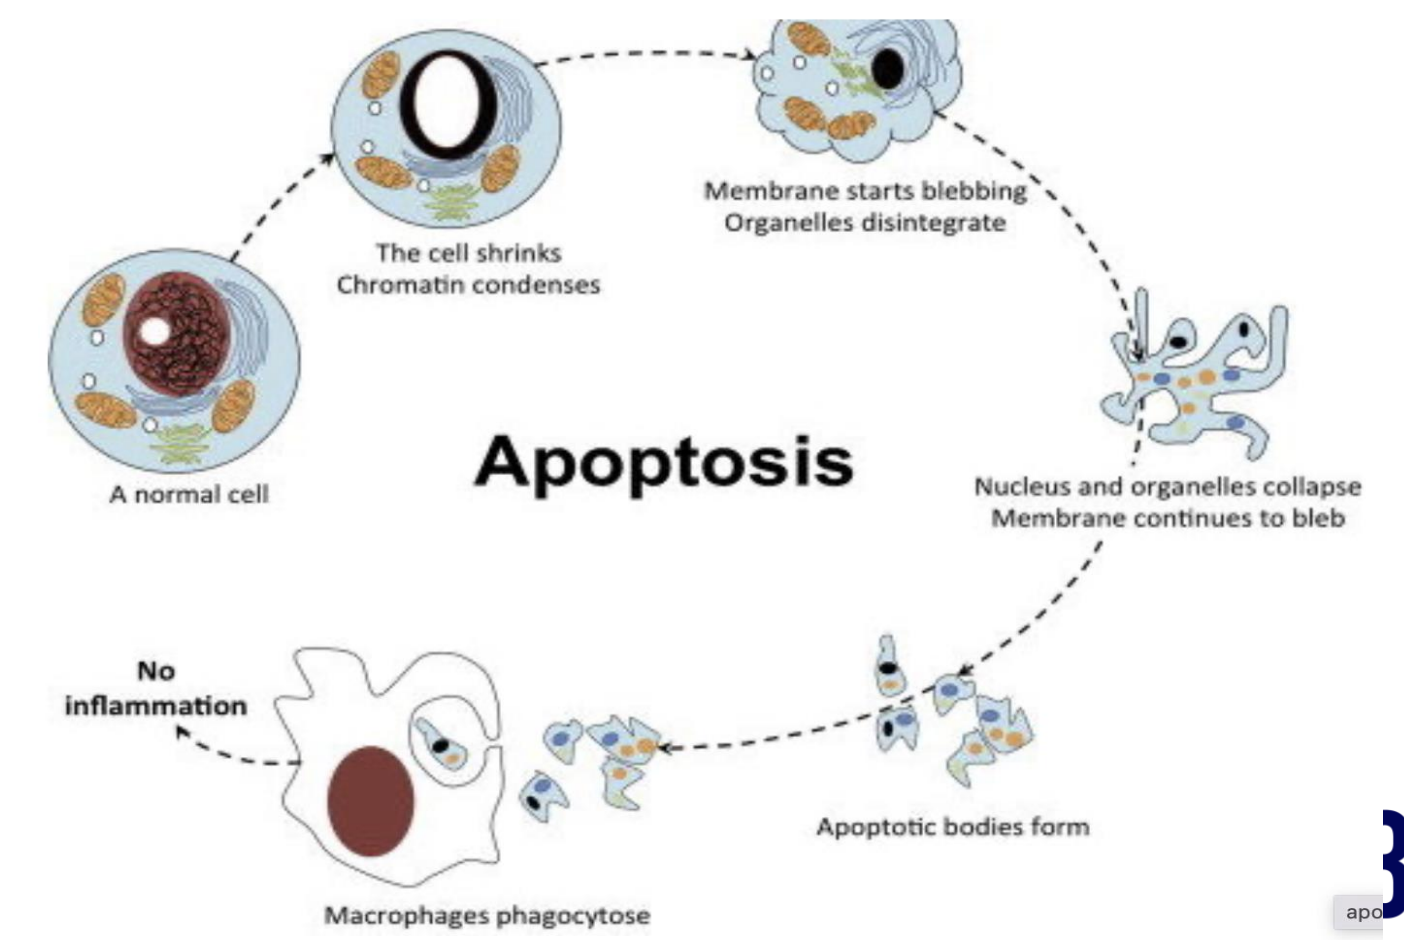 A normal cell
The cell shrinks
Chromatin condenses
Membrane starts blebbing
Organelles disintegrate
Nucleus and organelles collapse
Membrane continues to bleb
Apoptosis
Apoptotic bodies form
Macrophages phagocytose
No
inflammation
apo